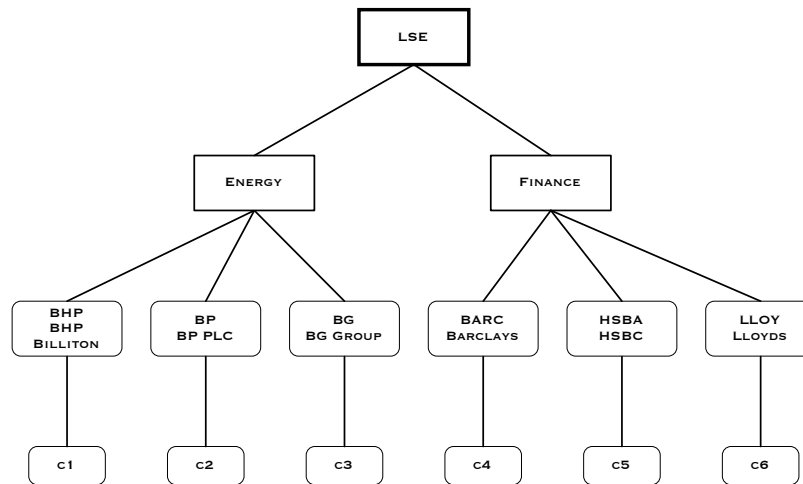 LSE
Energy
Finance
BHP
BHP
Billiton
BP
BP PLC
BG
BG Group
BARC
Barclays
HSBA
HSBC
LLOY
Lloyds
c1
c2
c3
c4
c5
c6